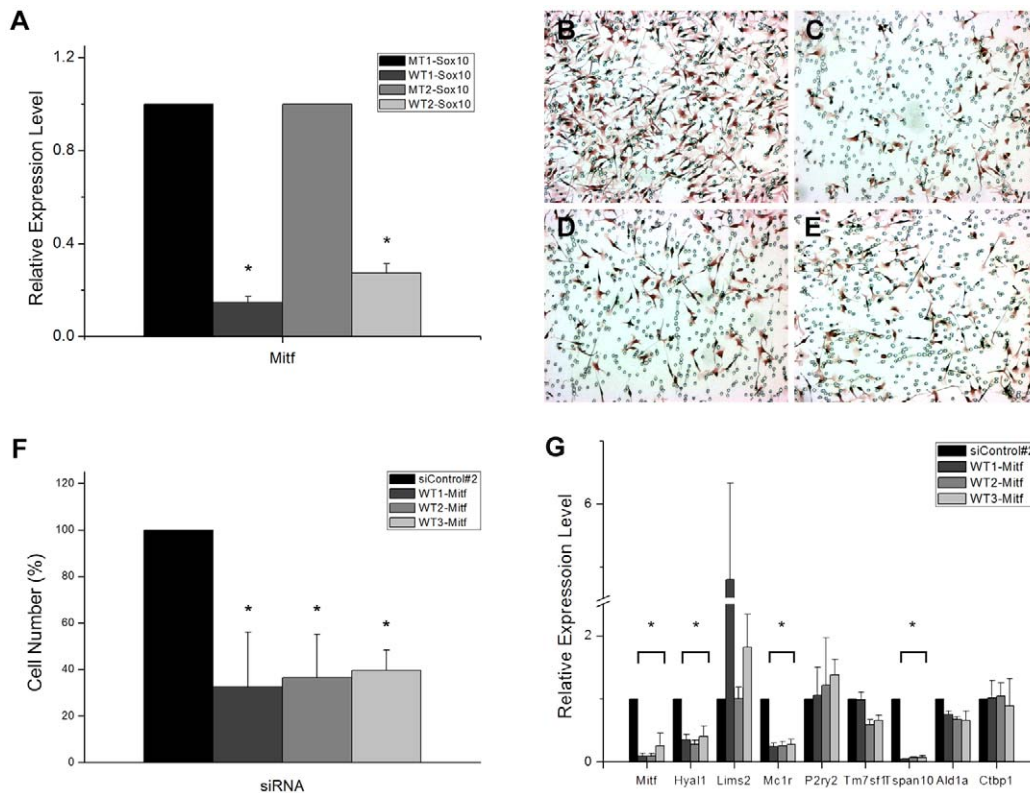 A
Relative Expression Level
1.2
0.8
0.4
0.0
MT1-Sox10
WT1-Sox10
MT2-Sox10
WT2-Sox10
*
*
Mitf
B
C
D
E
F
Cell Number (%)
120
100
80
60
40
20
0
siControl#2
WT1-Mitf
WT2-Mitf
WT3-Mitf
*
*
*
siRNA
G
Relative Expressoion Level
6
2
1
0
siControl#2
WT1-Mitf
WT2-Mitf
WT3-Mitf
*
*
*
*
Mitf Hyal1 Lims2 Mc1r P2ry2 Tm7sf1 Tspan10 Ald1a Ctbp1